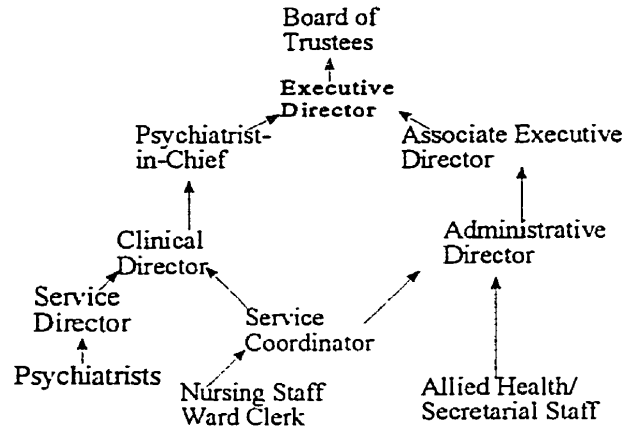 Board of
Trustees
Executive
Director
Psychiatrist-
in-Chief
Associate Executive
Director
Clinical
Director
Administrative
Director
Service
Director
Service
Coordinator
Psychiatrists
Nursing Staff
Ward Clerk
Allied Health/
Secretarial Staff